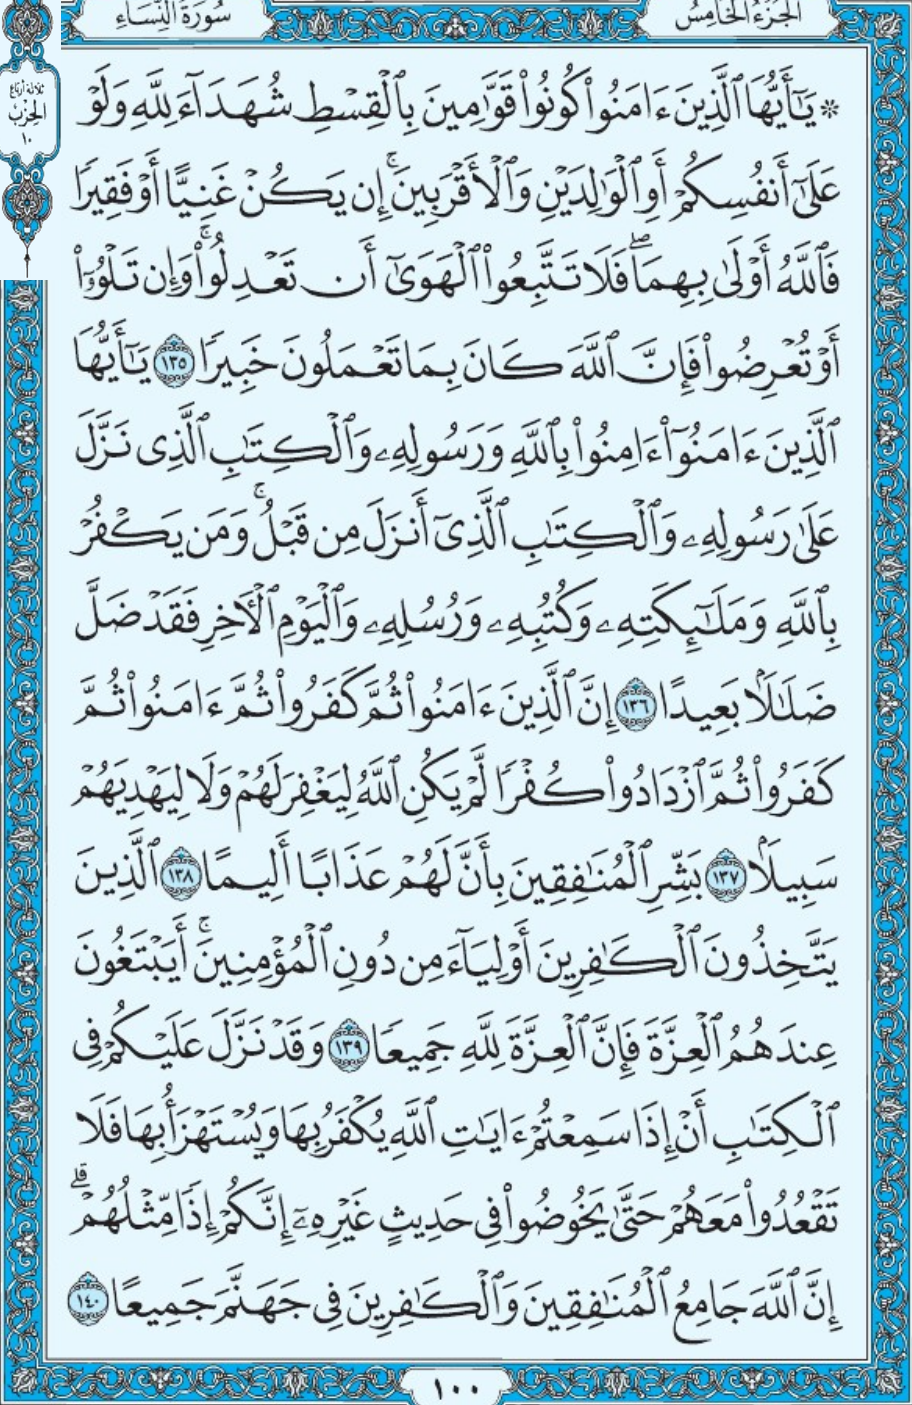 الجزء الخامس
سورة النساء
ثلاثة أرباع
الحزب
١٠
۞ يَٰٓأَيُّهَا ٱلَّذِينَ ءَامَنُواْ كُونُواْ قَوَّٰمِينَ بِٱلۡقِسۡطِ شُهَدَآءَ لِلَّهِ وَلَوۡ
عَلَىٰٓ أَنفُسِكُمۡ أَوِ ٱلۡوَٰلِدَيۡنِ وَٱلۡأَقۡرَبِينَۚ إِن يَكُنۡ غَنِيًّا أَوۡ فَقِيرٗا
فَٱللَّهُ أَوۡلَىٰ بِهِمَاۖ فَلَا تَتَّبِعُواْ ٱلۡهَوَىٰٓ أَن تَعۡدِلُواْۚ وَإِن تَلۡوُۥٓاْ
أَوۡ تُعۡرِضُواْ فَإِنَّ ٱللَّهَ كَانَ بِمَا تَعۡمَلُونَ خَبِيرٗا ١٣٥ يَٰٓأَيُّهَا
ٱلَّذِينَ ءَامَنُوٓاْ ءَامِنُواْ بِٱللَّهِ وَرَسُولِهِۦ وَٱلۡكِتَٰبِ ٱلَّذِي نَزَّلَ
عَلَىٰ رَسُولِهِۦ وَٱلۡكِتَٰبِ ٱلَّذِيٓ أَنزَلَ مِن قَبۡلُۚ وَمَن يَكۡفُرۡ
بِٱللَّهِ وَمَلَٰٓئِكَتِهِۦ وَكُتُبِهِۦ وَرُسُلِهِۦ وَٱلۡيَوۡمِ ٱلۡأٓخِرِ فَقَدۡ ضَلَّ
ضَلَٰلَۢا بَعِيدًا ١٣٦ إِنَّ ٱلَّذِينَ ءَامَنُواْ ثُمَّ كَفَرُواْ ثُمَّ ءَامَنُواْ ثُمَّ
كَفَرُواْ ثُمَّ ٱزۡدَادُواْ كُفۡرٗا لَّمۡ يَكُنِ ٱللَّهُ لِيَغۡفِرَ لَهُمۡ وَلَا لِيَهۡدِيَهُمۡ
سَبِيلَۢا ١٣٧ بَشِّرِ ٱلۡمُنَٰفِقِينَ بِأَنَّ لَهُمۡ عَذَابًا أَلِيمًا ١٣٨ ٱلَّذِينَ
يَتَّخِذُونَ ٱلۡكَٰفِرِينَ أَوۡلِيَآءَ مِن دُونِ ٱلۡمُؤۡمِنِينَۚ أَيَبۡتَغُونَ
عِندَهُمُ ٱلۡعِزَّةَ فَإِنَّ ٱلۡعِزَّةَ لِلَّهِ جَمِيعٗا ١٣٩ وَقَدۡ نَزَّلَ عَلَيۡكُمۡ فِي
ٱلۡكِتَٰبِ أَنۡ إِذَا سَمِعۡتُمۡ ءَايَٰتِ ٱللَّهِ يُكۡفَرُ بِهَا وَيُسۡتَهۡزَأُ بِهَا فَلَا
تَقۡعُدُواْ مَعَهُمۡ حَتَّىٰ يَخُوضُواْ فِي حَدِيثٍ غَيۡرِهِۦٓ إِنَّكُمۡ إِذٗا مِّثۡلُهُمۡۗ
إِنَّ ٱللَّهَ جَامِعُ ٱلۡمُنَٰفِقِينَ وَٱلۡكَٰفِرِينَ فِي جَهَنَّمَ جَمِيعًا ١٤٠
١٠٠